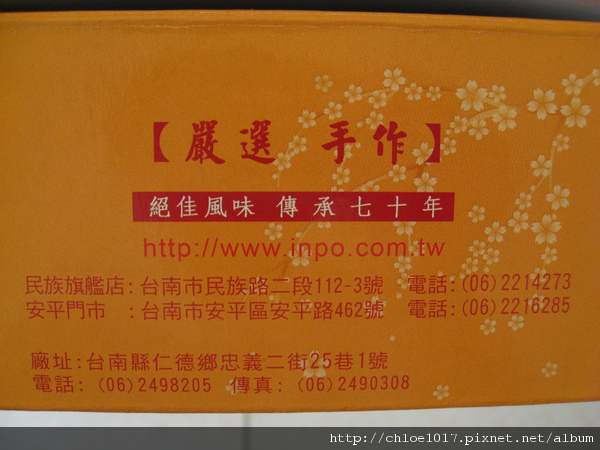 【嚴選 手作】
絕佳風味 傳承七十年
http://www.inpo.com.tw
民族旗艦店:台南市民族路二段112-3號 電話:(06)2214273
安平門市 :台南市安平區安平路462號 電話:(06)2216285
廠址:台南縣仁德鄉忠義二街25巷1號
電話: (06)2498205 傳真: (06)2490308
http://chloe1017.pixnet.net/album